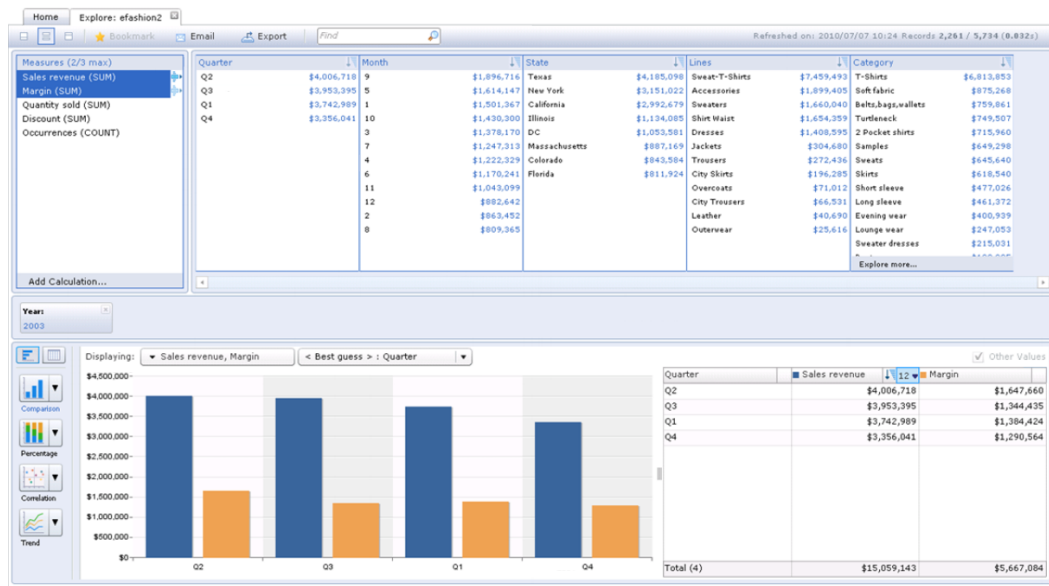 Home Explore: efashion2
Bookmark Email Export Find Refreshed on: 2010/07/07 10:24 Records 2,261 / 5,734 (0.032s)
Measures (2/3 max)
Sales revenue (SUM)
Margin (SUM)
Quantity sold (SUM)
Discount (SUM)
Occurrences (COUNT)
Add Calculation...
Quarter
Q2 $4,006,718
Q3 $3,953,395
Q1 $3,742,989
Q4 $3,356,041
Month
9 $1,896,716
5 $1,614,147
1 $1,501,367
10 $1,430,300
3 $1,378,170
7 $1,247,313
4 $1,222,329
6 $1,170,241
11 $1,043,099
12 $882,642
2 $863,452
8 $809,365
State
Texas $4,185,098
New York $3,151,022
California $2,992,679
Illinois $1,134,085
DC $1,053,581
Massachusetts $887,169
Colorado $843,584
Florida $811,924
Lines
Sweat-T-Shirts $7,459,493
Accessories $1,899,405
Sweaters $1,660,040
Shirt Waist $1,654,359
Dresses $1,408,595
Jackets $304,680
Trousers $272,436
City Skirts $196,285
Overcoats $71,012
City Trousers $66,531
Leather $40,690
Outerwear $25,616
Category
T-Shirts $6,813,853
Soft fabric $875,268
Belts,bags,wallets $759,861
Turtleneck $749,507
2 Pocket shirts $715,960
Samples $649,298
Sweats $645,640
Skirts $618,540
Short sleeve $477,026
Long sleeve $461,372
Evening wear $400,939
Lounge wear $247,053
Sweater dresses $215,031
Explore more...
Year:
2003
Displaying: Sales revenue, Margin < Best guess > : Quarter Other Values
Comparison
Percentage
Correlation
Trend
$4,500,000
$4,000,000
$3,500,000
$3,000,000
$2,500,000
$2,000,000
$1,500,000
$1,000,000
$500,000
$0
Q2 Q3 Q1 Q4
Quarter Sales revenue 12 Margin
Q2 $4,006,718 $1,647,660
Q3 $3,953,395 $1,344,435
Q1 $3,742,989 $1,384,424
Q4 $3,356,041 $1,290,564
Total (4) $15,059,143 $5,667,084